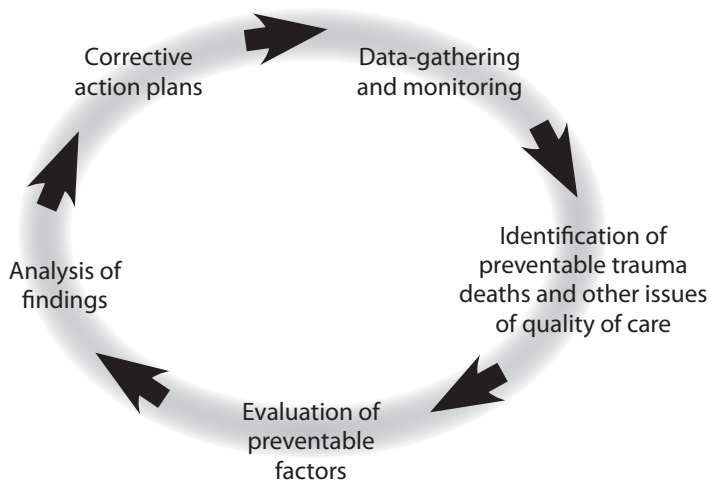 Corrective
action plans
Data-gathering
and monitoring
Identification of
preventable trauma
deaths and other issues
of quality of care
Evaluation of
preventable
factors
Analysis of
findings